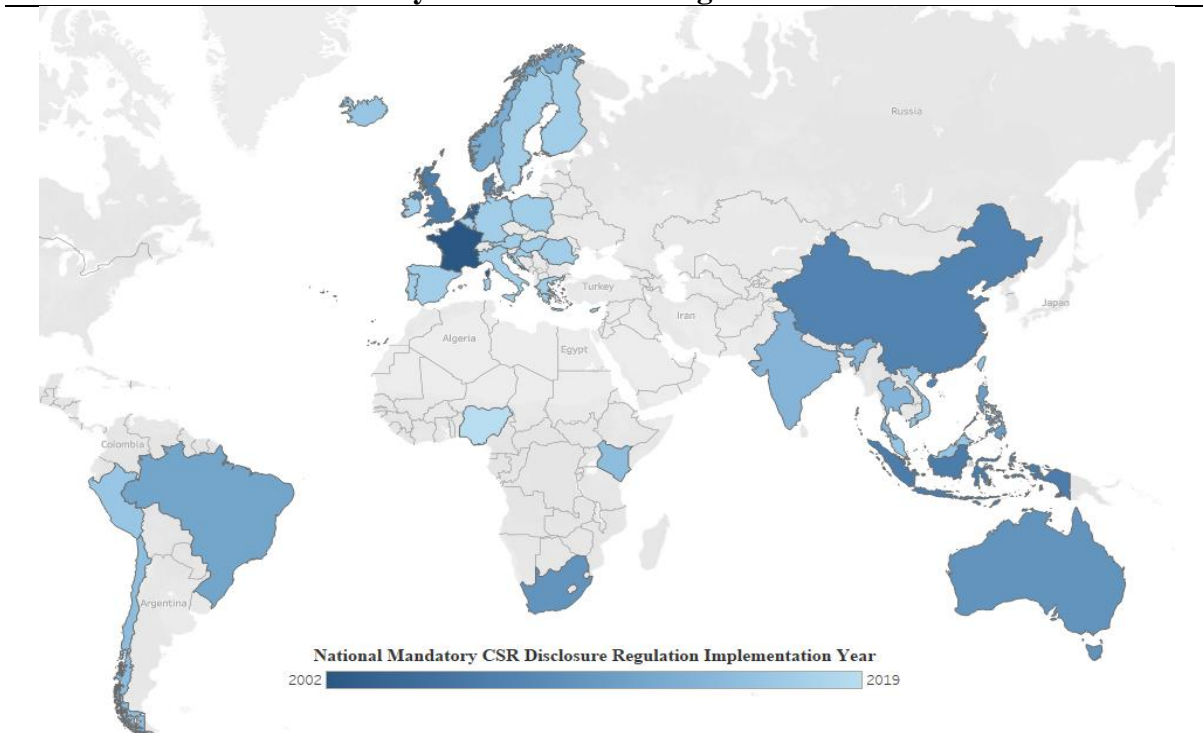 Russia
Turkey
Japan
Iran
Algeria
Egypt
Colombia
Argentina
National Mandatory CSR Disclosure Regulation Implementation Year
2002 2019